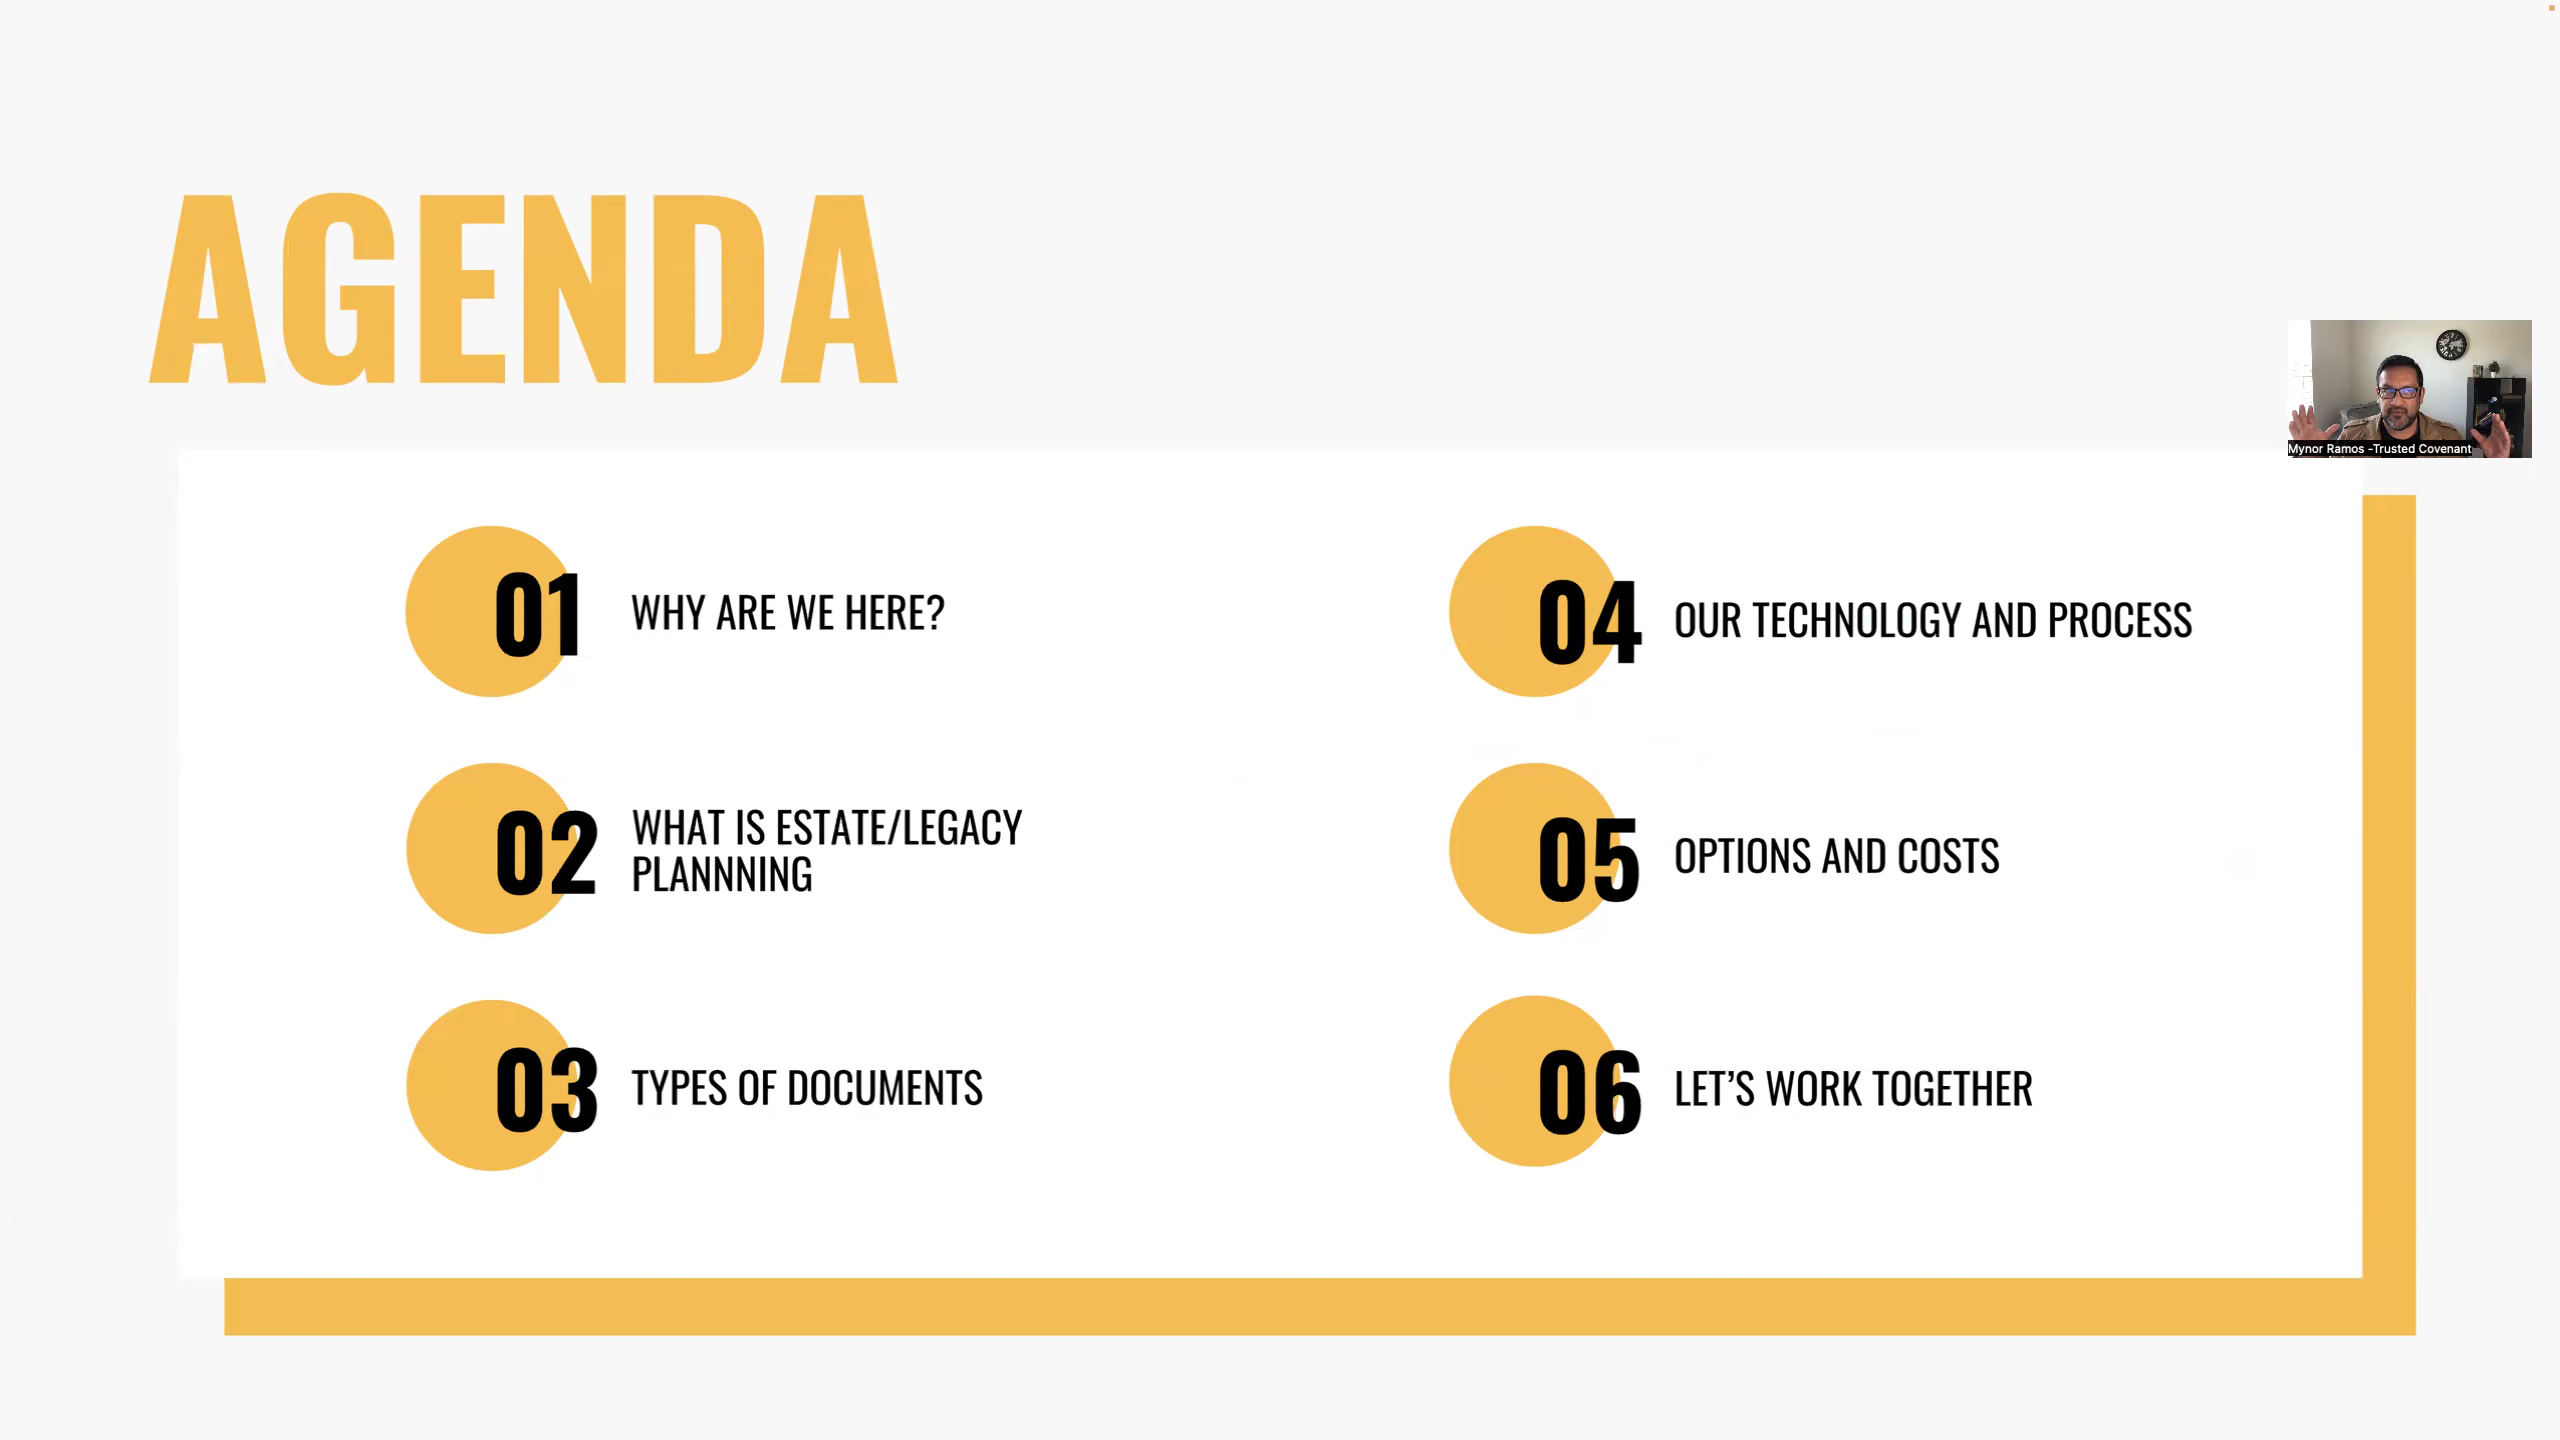 AGENDA
Mynor Ramos -Trusted Covenant
01 WHY ARE WE HERE?
02 WHAT IS ESTATE/LEGACY
PLANNNING
03 TYPES OF DOCUMENTS
04 OUR TECHNOLOGY AND PROCESS
05 OPTIONS AND COSTS
06 LET'S WORK TOGETHER